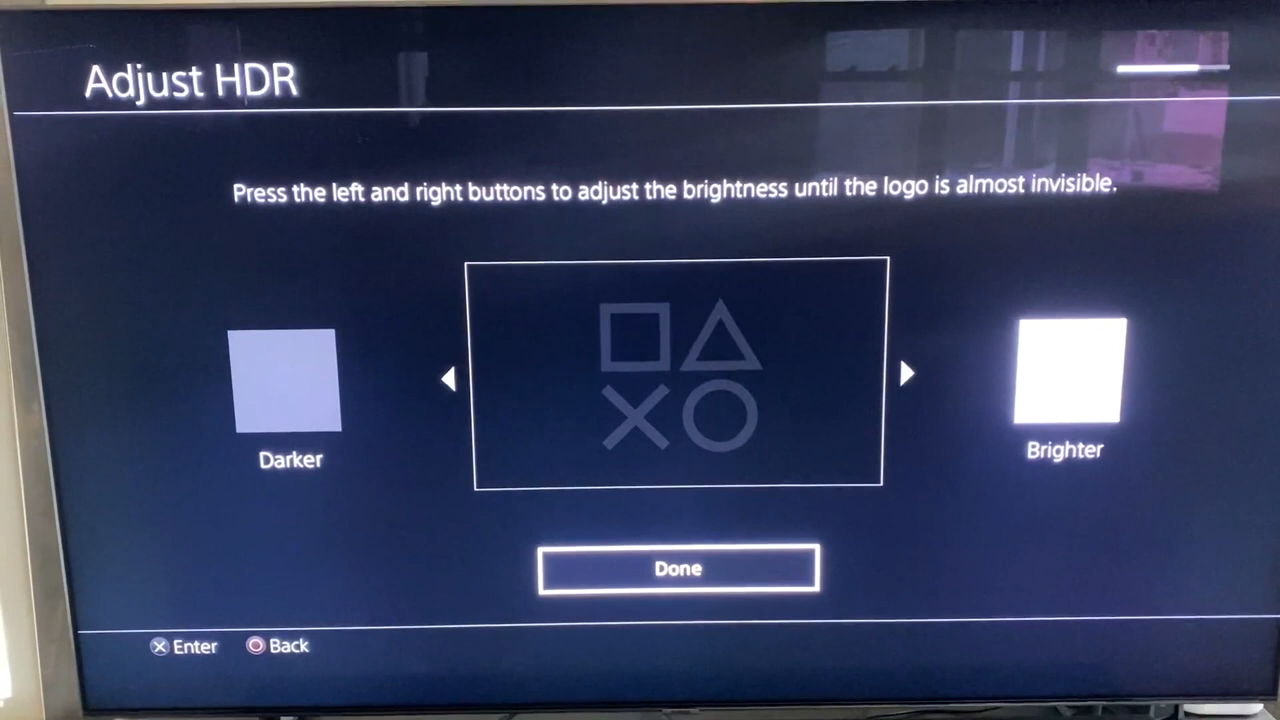 Adjust HDR
Press the left and right buttons to adjust the brightness until the logo is almost invisible.
Darker
Brighter
Done
Enter
Back